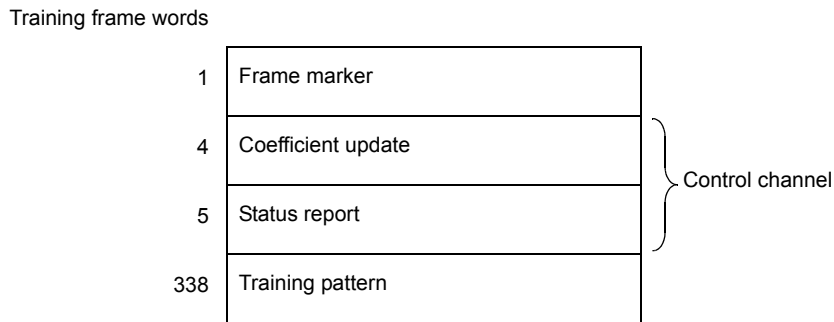 Training frame words
1 Frame marker
4 Coefficient update
5 Status report
Control channel
338 Training pattern